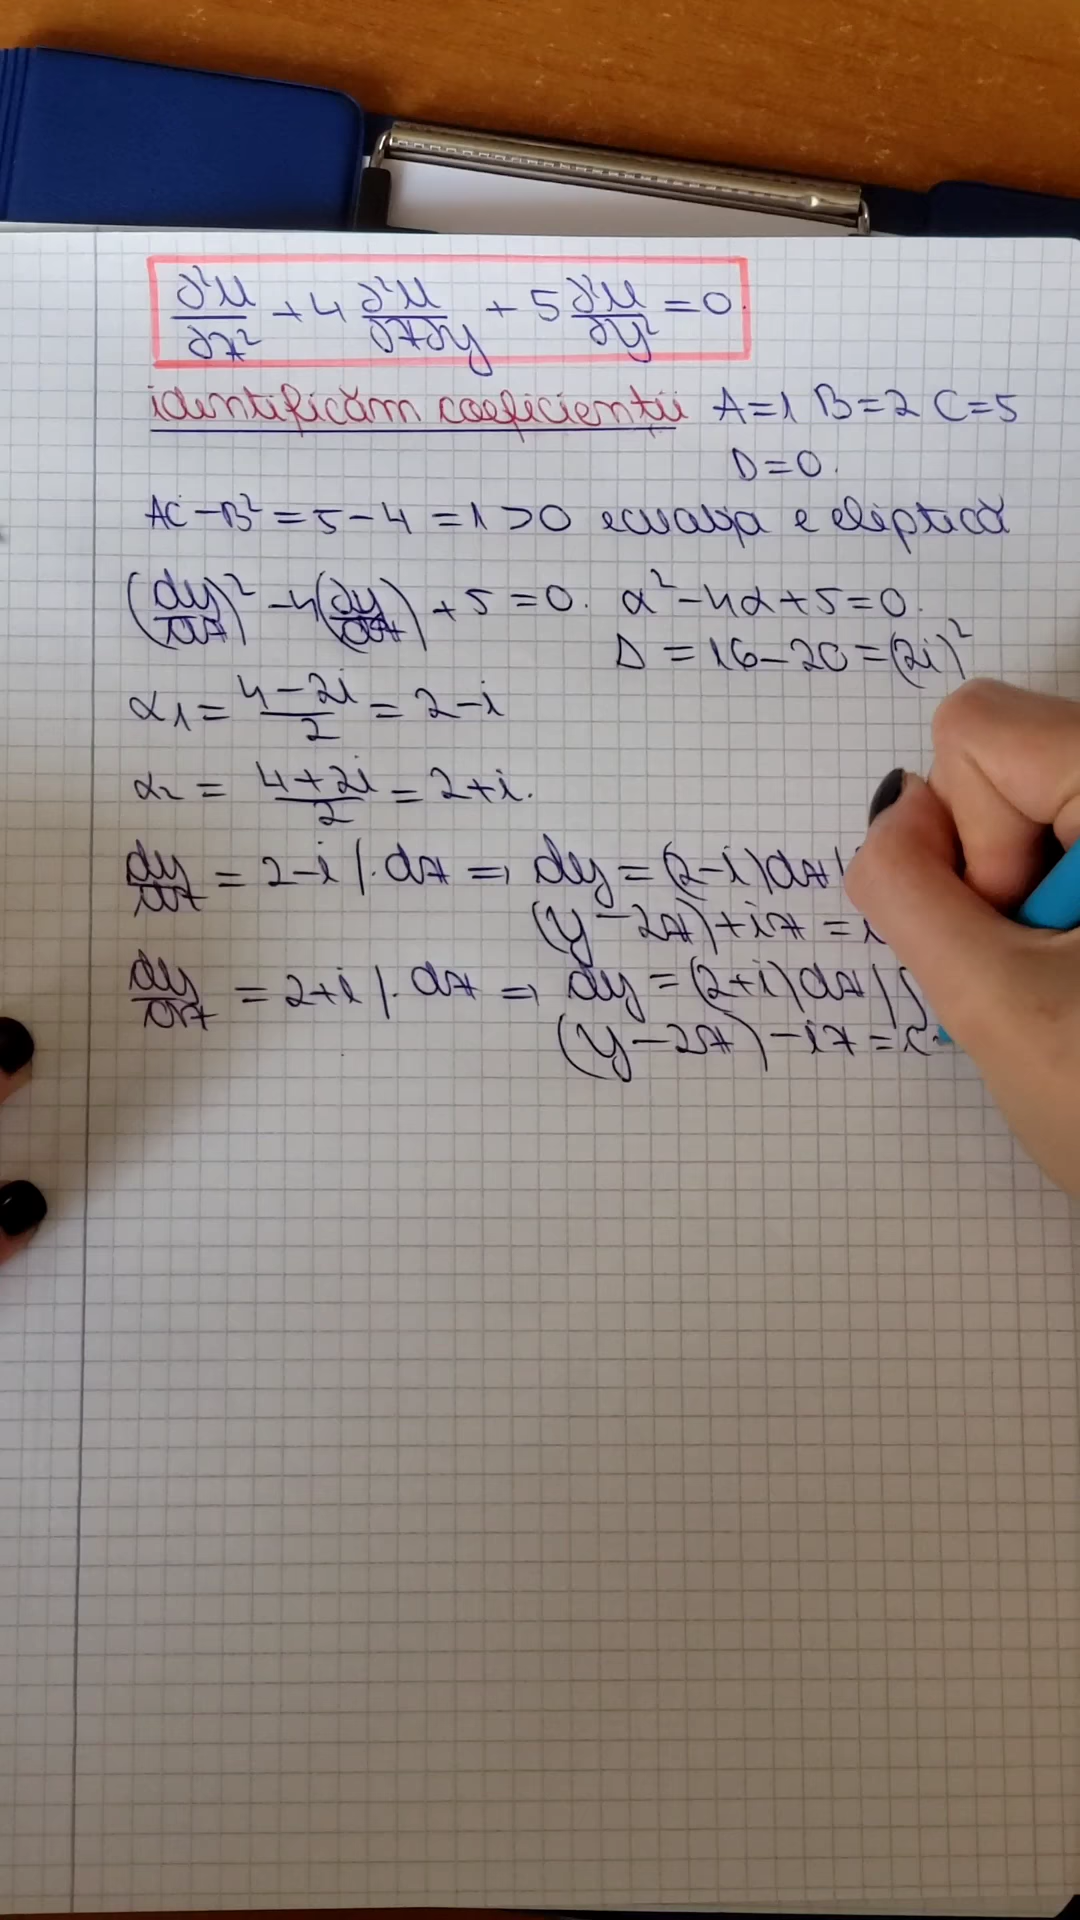 ∂²u/∂x² + 4 ∂²u/∂x∂y + 5 ∂²u/∂y² = 0.
identificăm coeficienții A=1 B=2 C=5
D=0.
AC-B² = 5-4 = 1 > 0 ecuația e eliptică
(dy/dx)² - 4(dy/dx) + 5 = 0. α²-4α+5=0.
Δ = 16-20 = (2i)²
α₁ = (4-2i)/2 = 2-i
α₂ = (4+2i)/2 = 2+i.
dy/dx = 2-i | · dx ⇒ dy = (2-i)dx |
(y-2x)+ix =
dy/dx = 2+i | · dx ⇒ dy = (2+i)dx | ∫
(y-2x)-ix = c